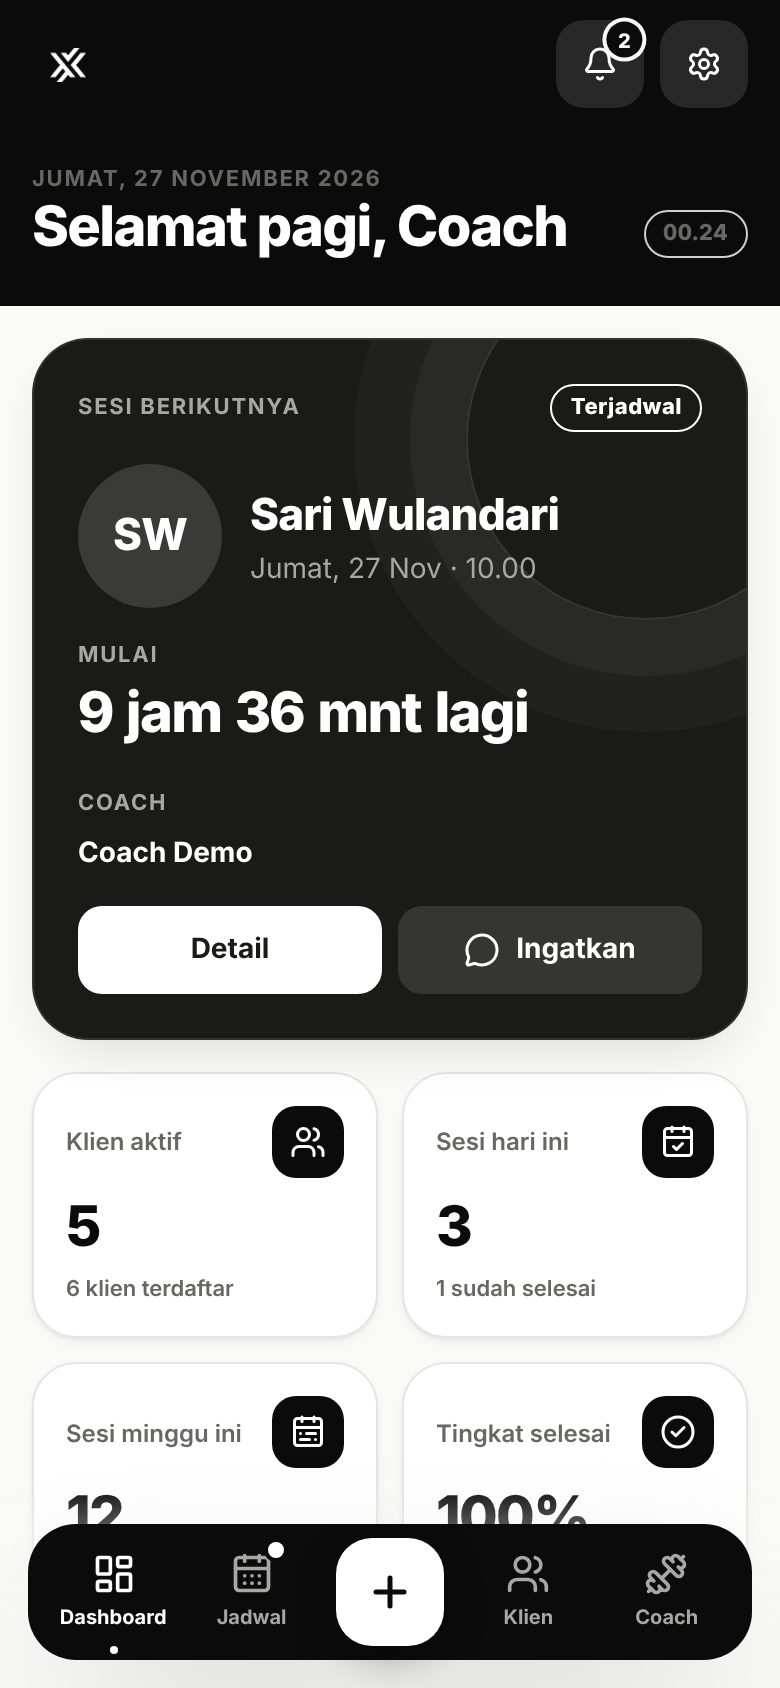 2
JUMAT, 27 NOVEMBER 2026
Selamat pagi, Coach
00.24
SESI BERIKUTNYA
Terjadwal
SW
Sari Wulandari
Jumat, 27 Nov · 10.00
MULAI
9 jam 36 mnt lagi
COACH
Coach Demo
Detail
Ingatkan
Klien aktif
5
6 klien terdaftar
Sesi hari ini
3
1 sudah selesai
Sesi minggu ini
12
Tingkat selesai
100%
Dashboard
Jadwal
Klien
Coach